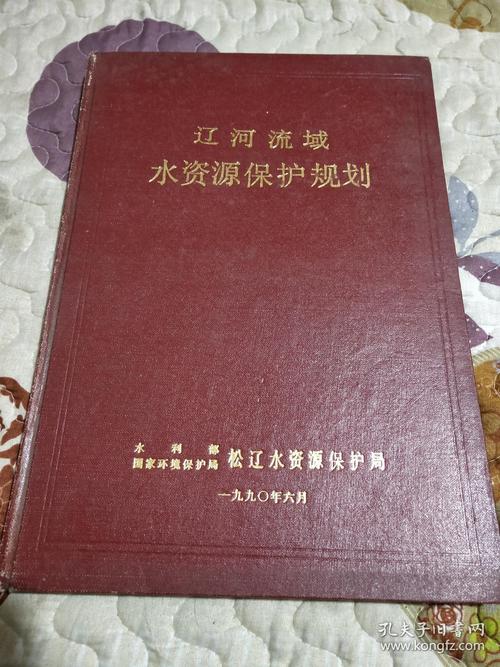 辽河流域
水资源保护规划
水利部
国家环境保护局 松辽水资源保护局
一九九〇年六月
孔夫子旧书网
www.kongfz.com